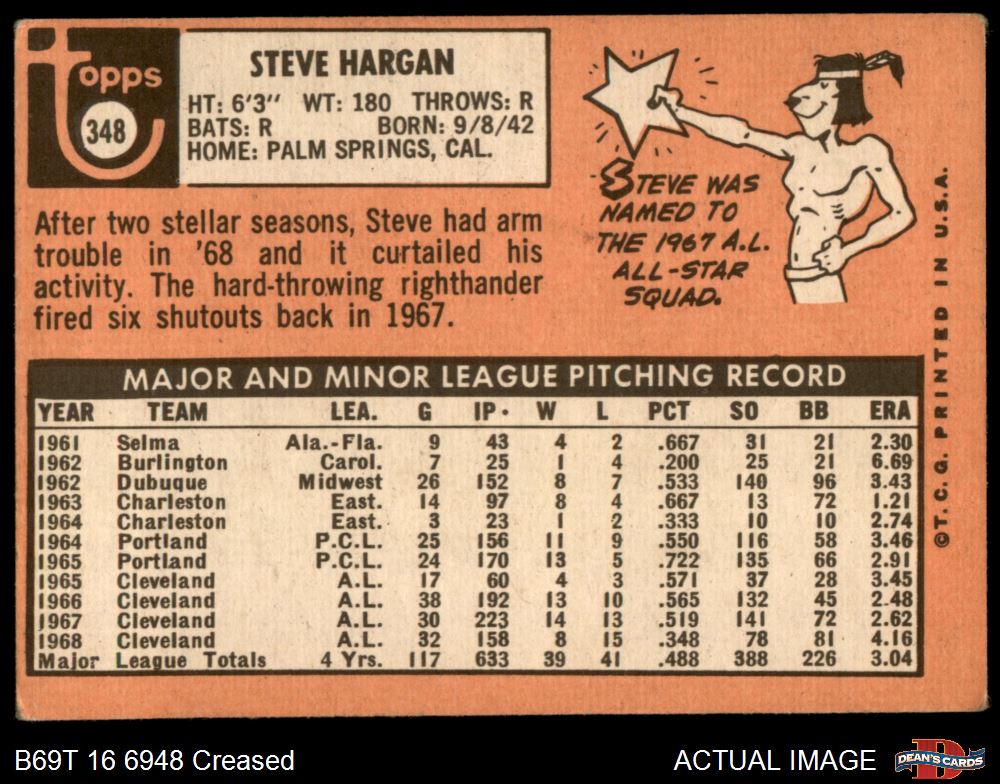 topps
348
STEVE HARGAN
HT: 6'3" WT: 180 THROWS: R
BATS: R BORN: 9/8/42
HOME: PALM SPRINGS, CAL.
After two stellar seasons, Steve had arm
trouble in '68 and it curtailed his
activity. The hard-throwing righthander
fired six shutouts back in 1967.
STEVE WAS
NAMED TO
THE 1967 A.L.
ALL-STAR
SQUAD.
©T.C.G. PRINTED IN U.S.A.
MAJOR AND MINOR LEAGUE PITCHING RECORD
YEAR TEAM LEA. G IP· W L PCT SO BB ERA
1961 Selma Ala.-Fla. 9 43 4 2 .667 31 21 2.30
1962 Burlington Carol. 7 25 1 4 .200 25 21 6.69
1962 Dubuque Midwest 26 152 8 7 .533 140 96 3.43
1963 Charleston East. 14 97 8 4 .667 13 72 1.21
1964 Charleston East. 3 23 1 2 .333 10 10 2.74
1964 Portland P.C.L. 25 156 11 9 .550 116 58 3.46
1965 Portland P.C.L. 24 170 13 5 .722 135 66 2.91
1965 Cleveland A.L. 17 60 4 3 .571 37 28 3.45
1966 Cleveland A.L. 38 192 13 10 .565 132 45 2.48
1967 Cleveland A.L. 30 223 14 13 .519 141 72 2.62
1968 Cleveland A.L. 32 158 8 15 .348 78 81 4.16
Major League Totals 4 Yrs. 117 633 39 41 .488 388 226 3.04
B69T 16 6948 Creased
ACTUAL IMAGE
DEAN'S CARDS